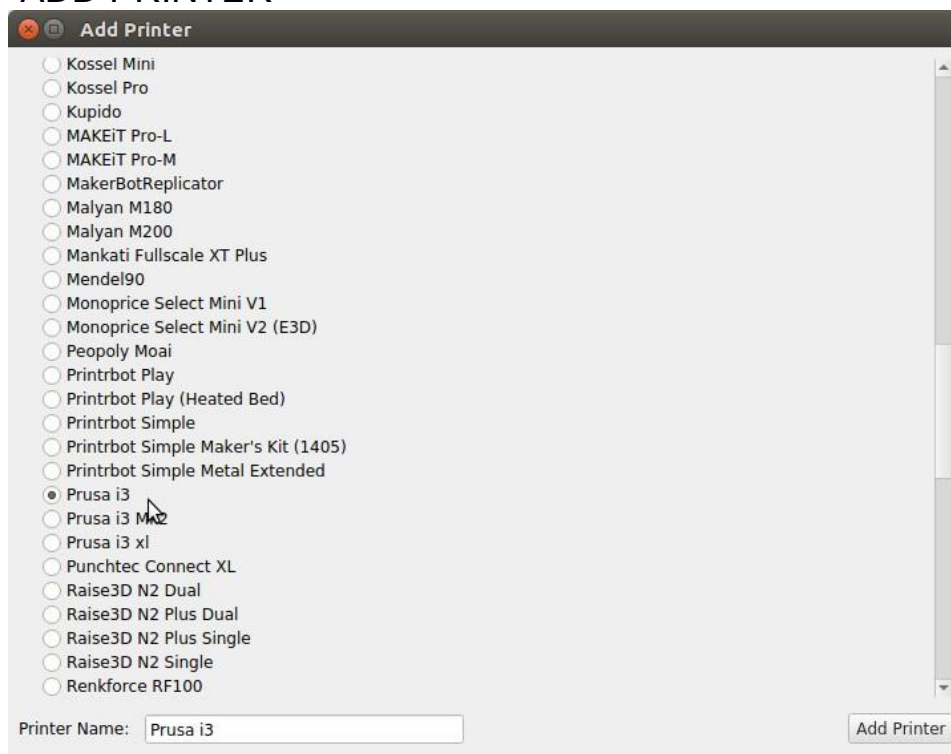 ADD PRINTER
Add Printer
Kossel Mini
Kossel Pro
Kupido
MAKEiT Pro-L
MAKEiT Pro-M
MakerBotReplicator
Malyan M180
Malyan M200
Mankati Fullscale XT Plus
Mendel90
Monoprice Select Mini V1
Monoprice Select Mini V2 (E3D)
Peopoly Moai
Printrbot Play
Printrbot Play (Heated Bed)
Printrbot Simple
Printrbot Simple Maker's Kit (1405)
Printrbot Simple Metal Extended
Prusa i3
Prusa i3 Mk2
Prusa i3 xl
Punchtec Connect XL
Raise3D N2 Dual
Raise3D N2 Plus Dual
Raise3D N2 Plus Single
Raise3D N2 Single
Renkforce RF100
Printer Name: Prusa i3 Add Printer